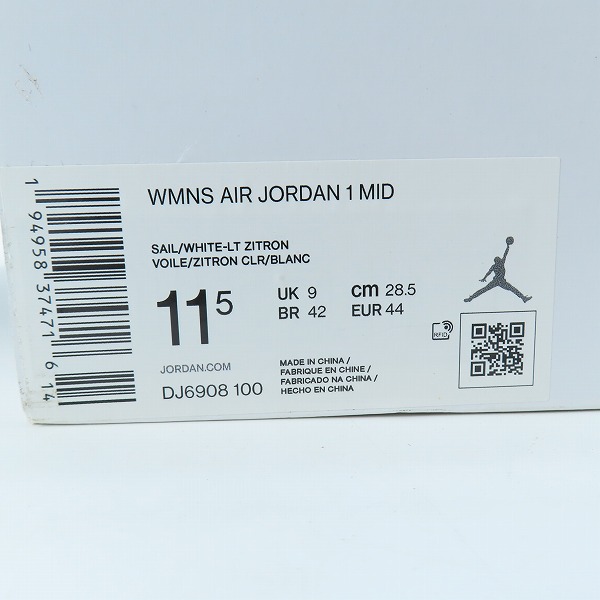 WMNS AIR JORDAN 1 MID
SAIL/WHITE-LT ZITRON
VOILE/ZITRON CLR/BLANC
11 5
UK 9
cm 28.5
BR 42
EUR 44
RFID
JORDAN.COM
DJ6908 100
MADE IN CHINA /
FABRIQUE EN CHINE /
FABRICADO NA CHINA /
HECHO EN CHINA
1 94958 37471 6 14